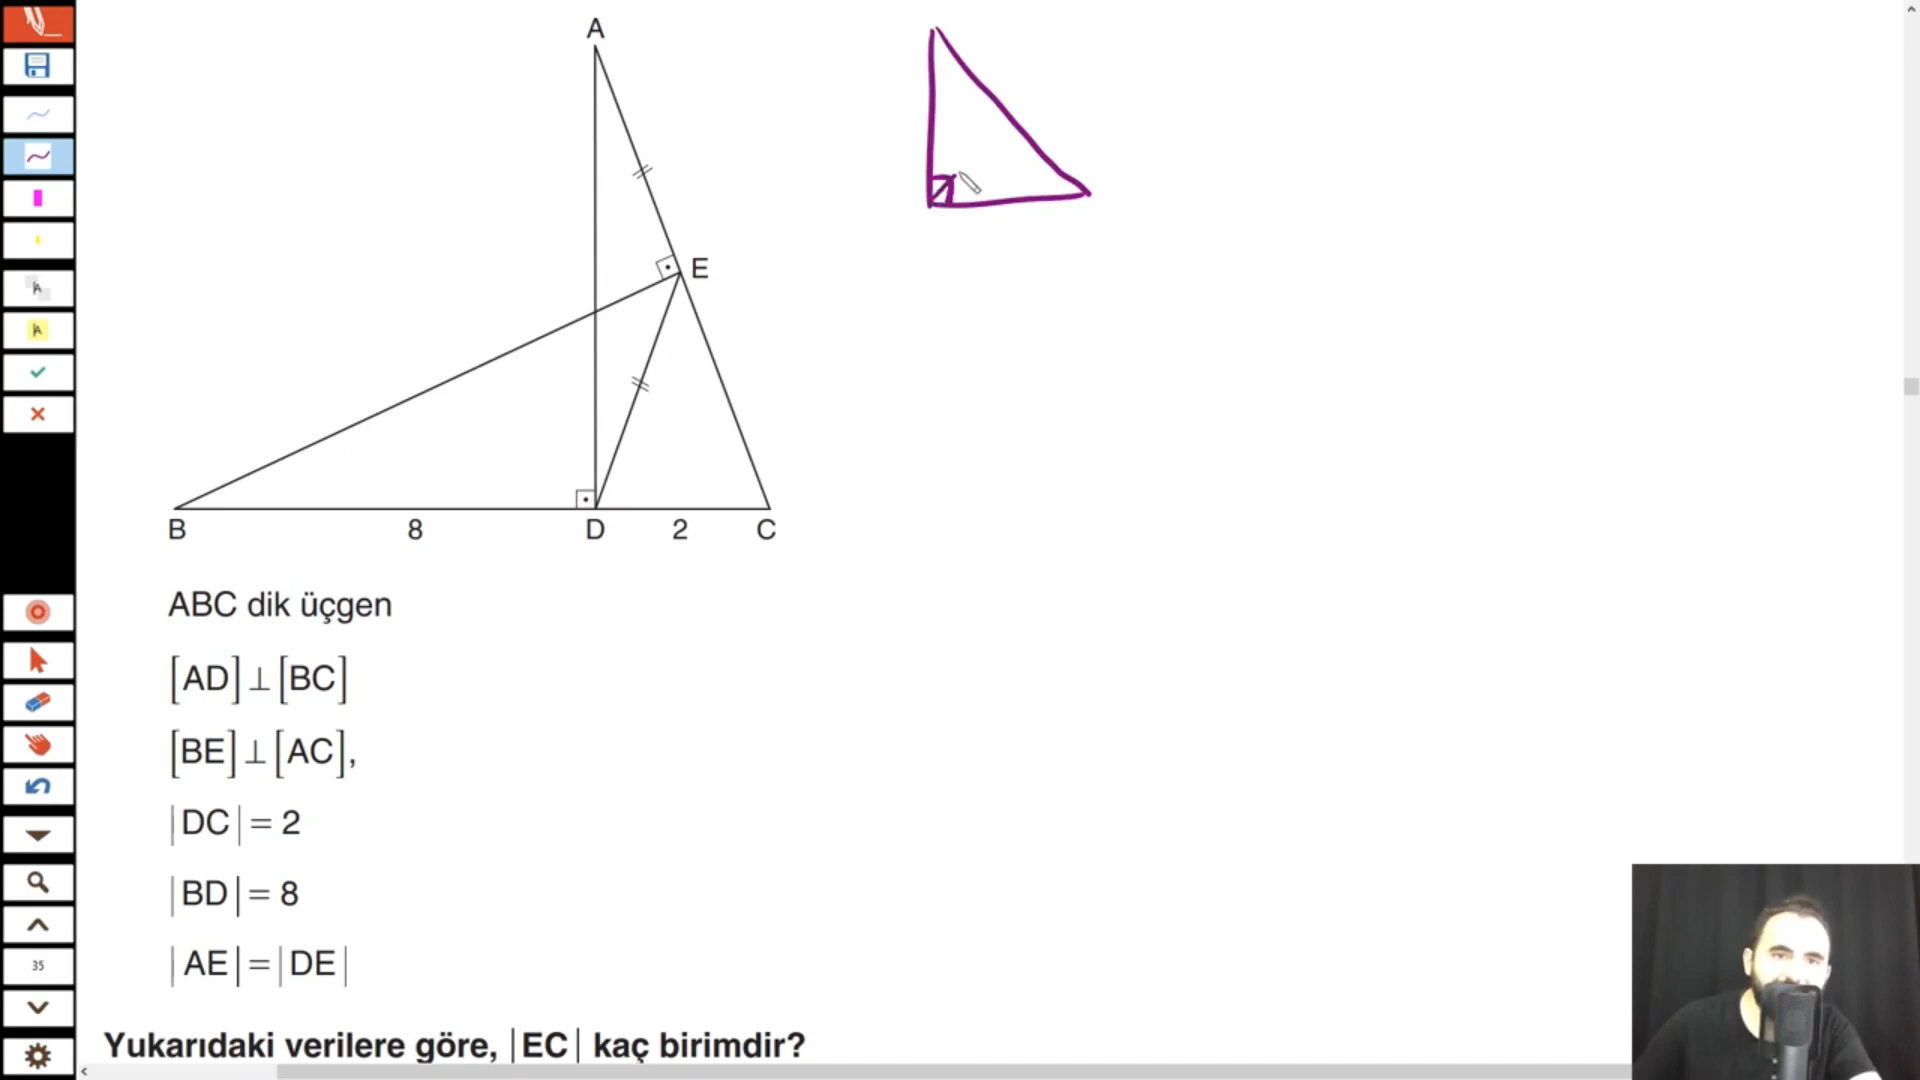 A
E
B 8 D 2 C
ABC dik üçgen
[AD]⊥[BC]
[BE]⊥[AC],
|DC| = 2
|BD| = 8
|AE| = |DE|
35
Yukarıdaki verilere göre, |EC| kaç birimdir?